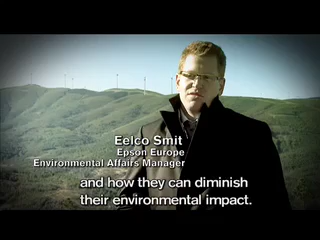 Eelco Smit
Epson Europe
Environmental Affairs Manager
and how they can diminish
their environmental impact.